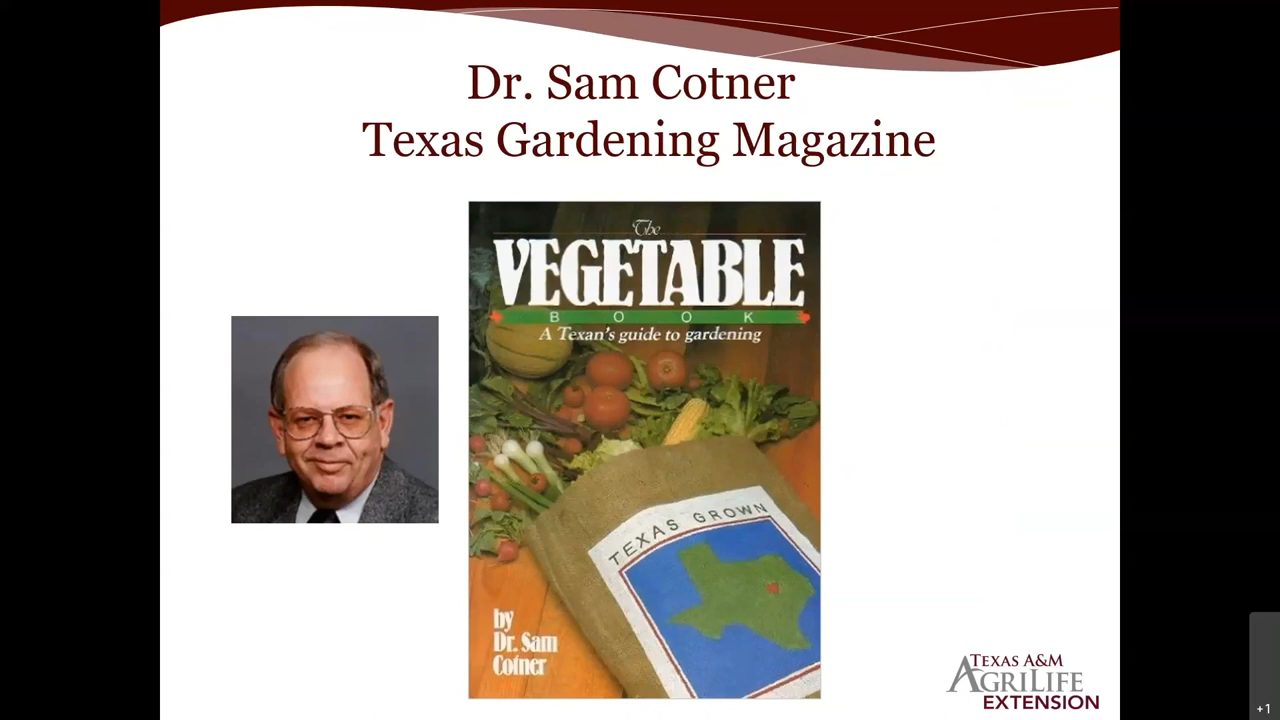 Dr. Sam Cotner
Texas Gardening Magazine
The
VEGETABLE
BOOK
A Texan's guide to gardening
TEXAS GROWN
by
Dr. Sam
Cotner
TEXAS A&M
AGRILIFE
EXTENSION
+1